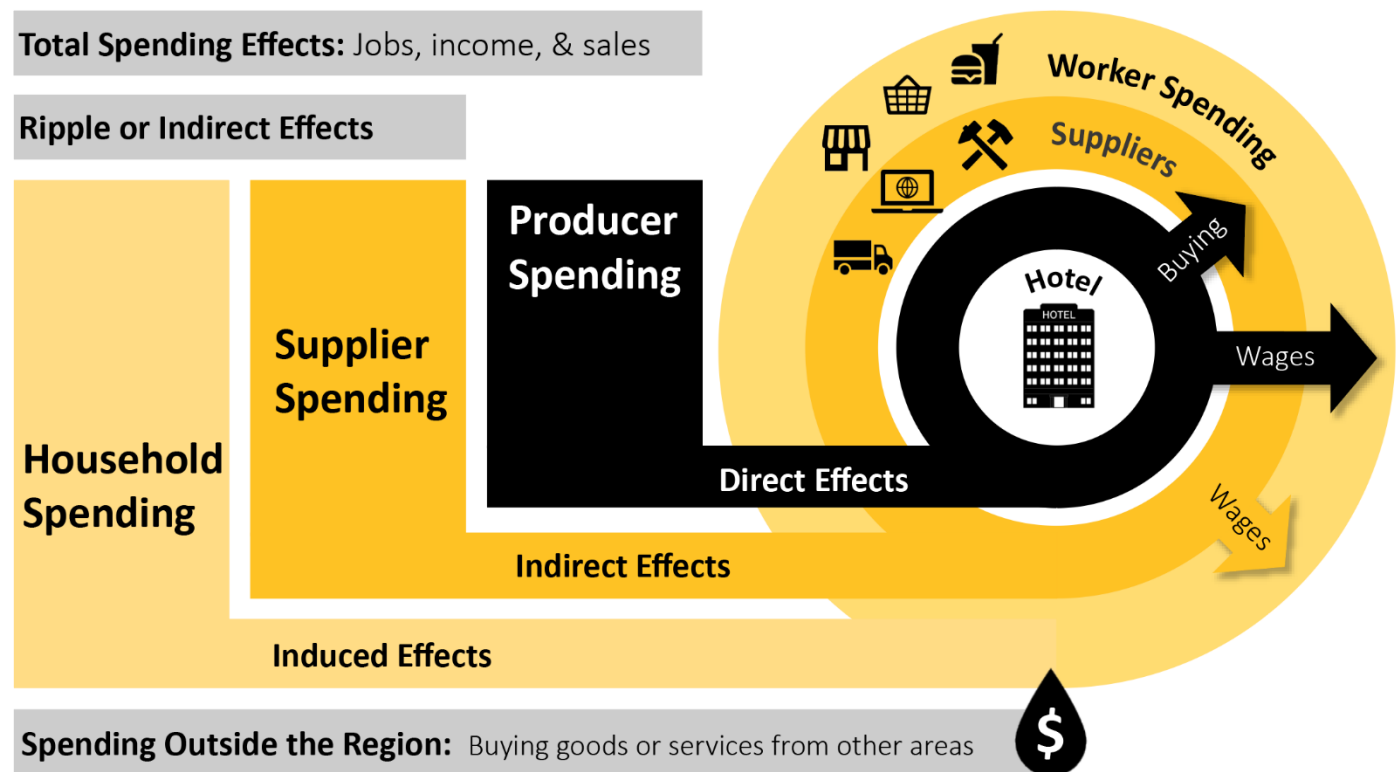 Total Spending Effects: Jobs, income, & sales
Ripple or Indirect Effects
Household
Spending
Supplier
Spending
Producer
Spending
Direct Effects
Indirect Effects
Induced Effects
Worker Spending
Suppliers
Buying
Hotel
HOTEL
Wages
Wages
Spending Outside the Region: Buying goods or services from other areas
$